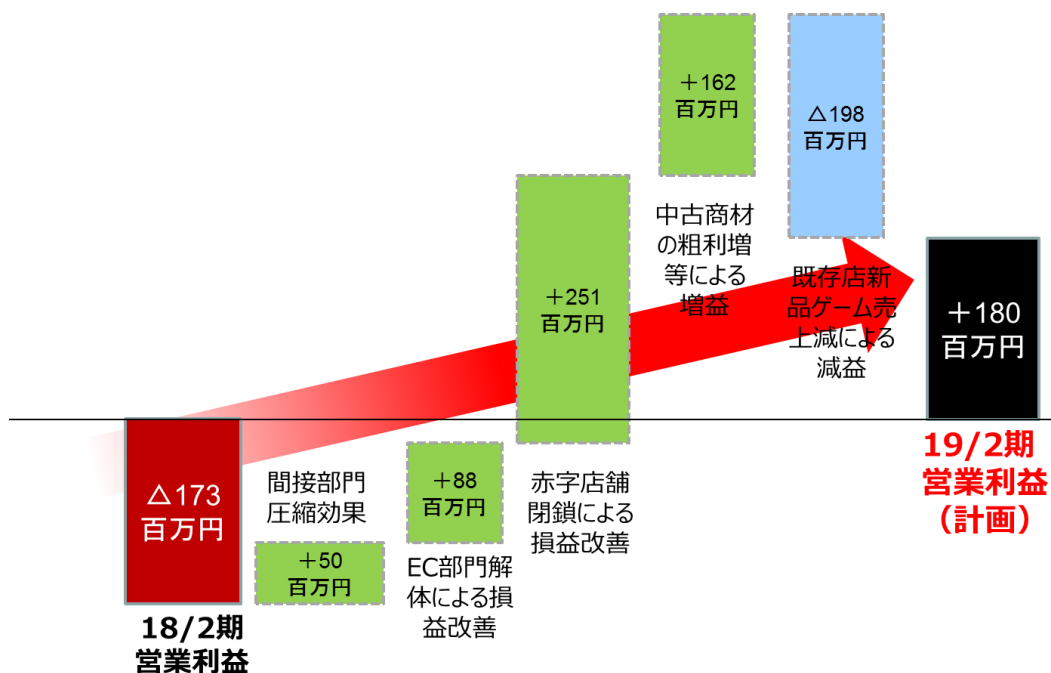 △173
百万円
18/2期
営業利益
間接部門
圧縮効果
＋50
百万円
＋88
百万円
EC部門解
体による損
益改善
＋251
百万円
赤字店舗
閉鎖による
損益改善
＋162
百万円
中古商材
の粗利増
等による
増益
△198
百万円
既存店新
品ゲーム売
上減による
減益
＋180
百万円
19/2期
営業利益
（計画）